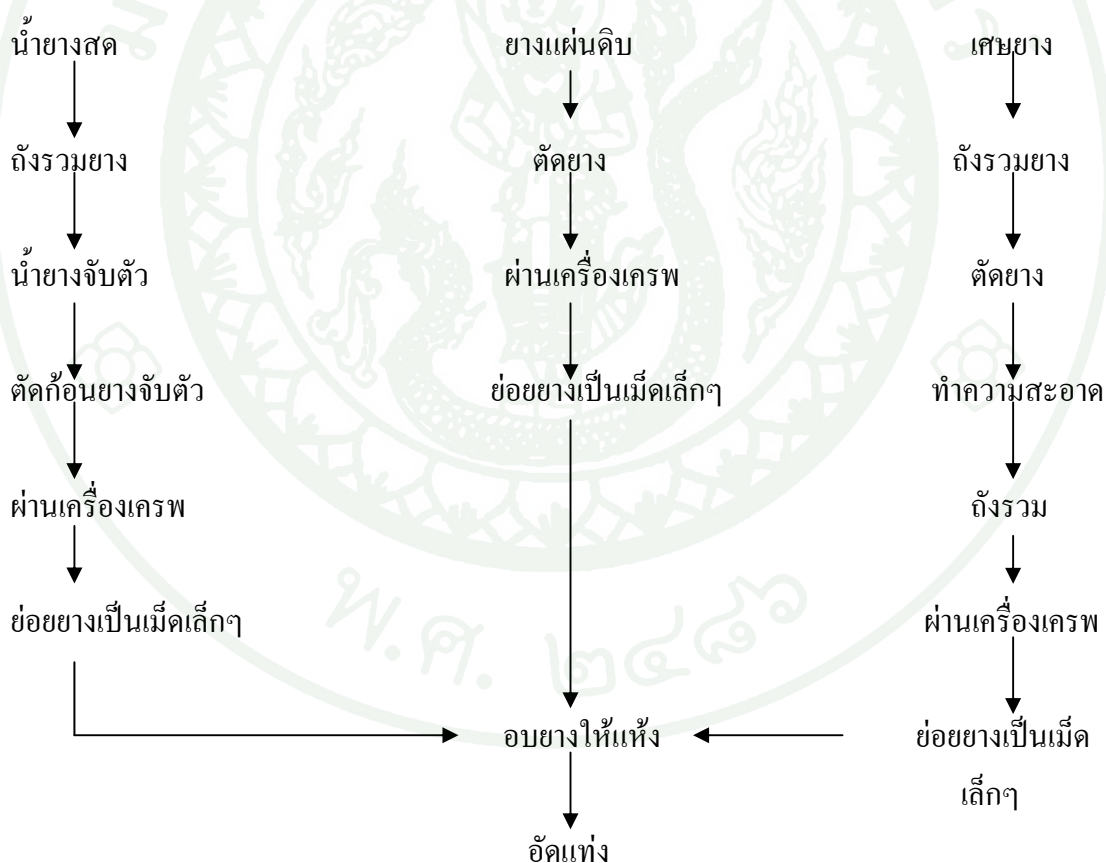 น้ำยางสด ยางแผ่นดิบ เศษยาง
ถังรวมยาง ตัดยาง ถังรวมยาง
น้ำยางจับตัว ผ่านเครื่องเครพ ตัดยาง
ตัดก้อนยางจับตัว ย่อยยางเป็นเม็ดเล็กๆ ทำความสะอาด
ผ่านเครื่องเครพ ถังรวม
ย่อยยางเป็นเม็ดเล็กๆ ผ่านเครื่องเครพ
พ.ศ. ๒๔๘๖
อบยางให้แห้ง ย่อยยางเป็นเม็ด
เล็กๆ
อัดแท่ง